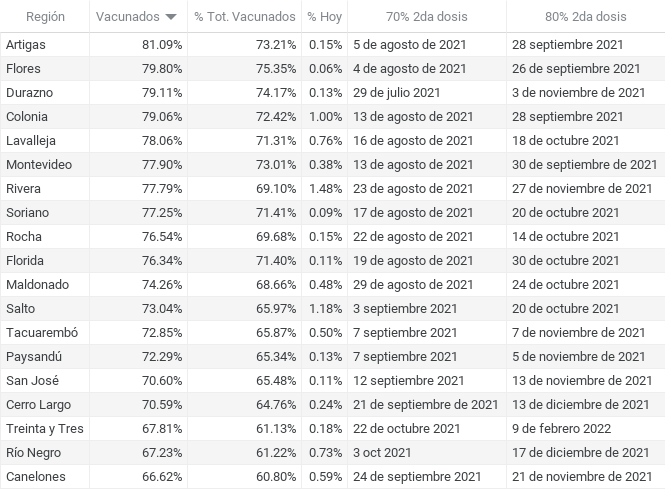 Región Vacunados % Tot. Vacunados % Hoy 70% 2da dosis 80% 2da dosis
Artigas 81.09% 73.21% 0.15% 5 de agosto de 2021 28 septiembre 2021
Flores 79.80% 75.35% 0.06% 4 de agosto de 2021 26 de septiembre 2021
Durazno 79.11% 74.17% 0.13% 29 de julio 2021 3 de noviembre de 2021
Colonia 79.06% 72.42% 1.00% 13 de agosto de 2021 28 septiembre 2021
Lavalleja 78.06% 71.31% 0.76% 16 de agosto de 2021 18 de octubre 2021
Montevideo 77.90% 73.01% 0.38% 13 de agosto de 2021 30 de septiembre de 2021
Rivera 77.79% 69.10% 1.48% 23 de agosto de 2021 27 de noviembre de 2021
Soriano 77.25% 71.41% 0.09% 17 de agosto de 2021 20 de octubre 2021
Rocha 76.54% 69.68% 0.15% 22 de agosto de 2021 14 de octubre 2021
Florida 76.34% 71.40% 0.11% 19 de agosto de 2021 30 de octubre 2021
Maldonado 74.26% 68.66% 0.48% 29 de agosto de 2021 24 de octubre 2021
Salto 73.04% 65.97% 1.18% 3 septiembre 2021 20 de octubre 2021
Tacuarembó 72.85% 65.87% 0.50% 7 septiembre 2021 7 de noviembre de 2021
Paysandú 72.29% 65.34% 0.13% 7 septiembre 2021 5 de noviembre de 2021
San José 70.60% 65.48% 0.11% 12 septiembre 2021 13 de noviembre de 2021
Cerro Largo 70.59% 64.76% 0.24% 21 de septiembre de 2021 13 de diciembre de 2021
Treinta y Tres 67.81% 61.13% 0.18% 22 de octubre 2021 9 de febrero 2022
Río Negro 67.23% 61.22% 0.73% 3 oct 2021 17 de diciembre de 2021
Canelones 66.62% 60.80% 0.59% 24 de septiembre 2021 21 de noviembre de 2021